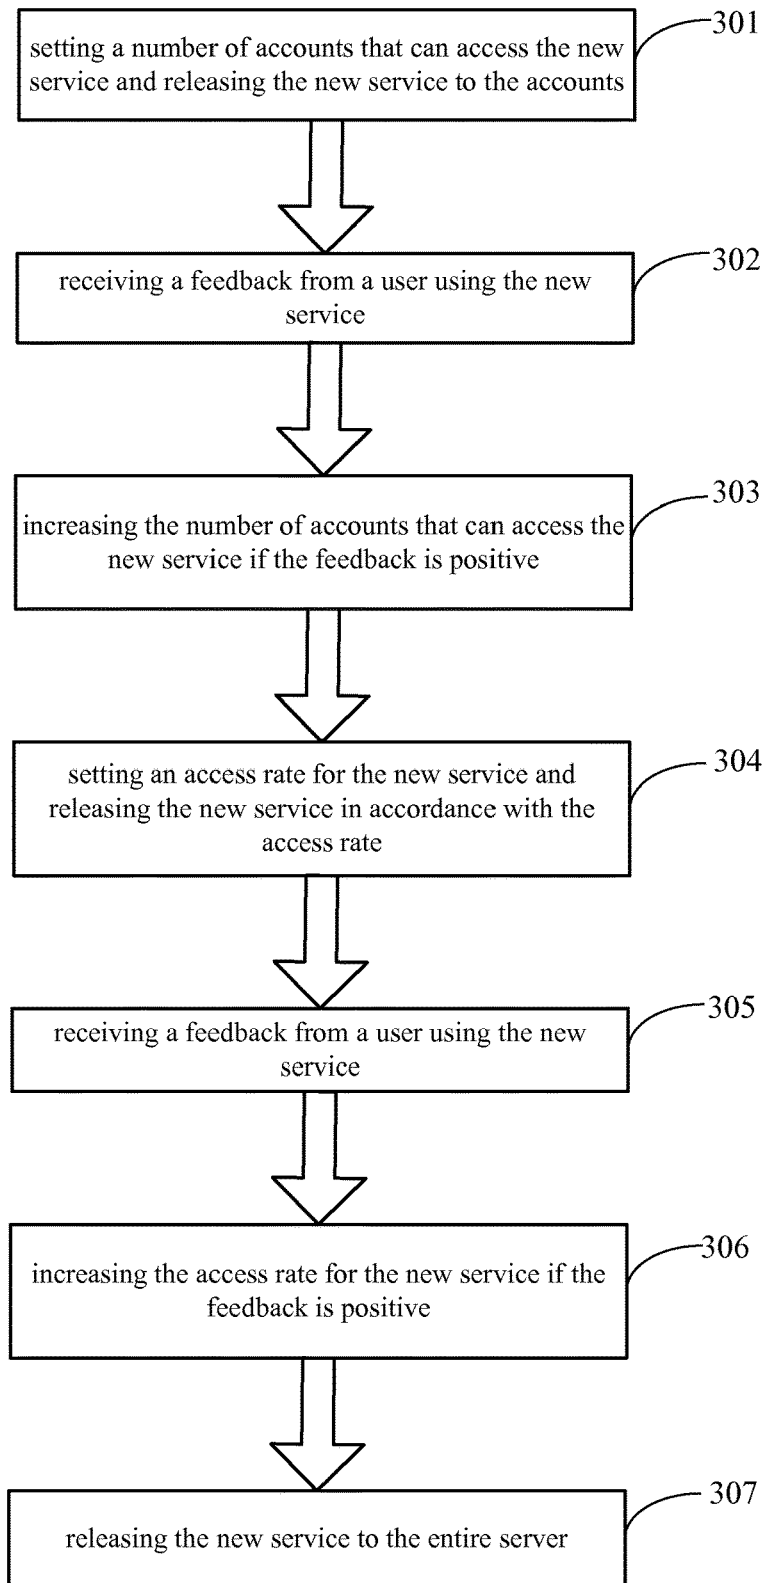 301
setting a number of accounts that can access the new
service and releasing the new service to the accounts
302
receiving a feedback from a user using the new
service
303
increasing the number of accounts that can access the
new service if the feedback is positive
304
setting an access rate for the new service and
releasing the new service in accordance with the
access rate
305
receiving a feedback from a user using the new
service
306
increasing the access rate for the new service if the
feedback is positive
307
releasing the new service to the entire server